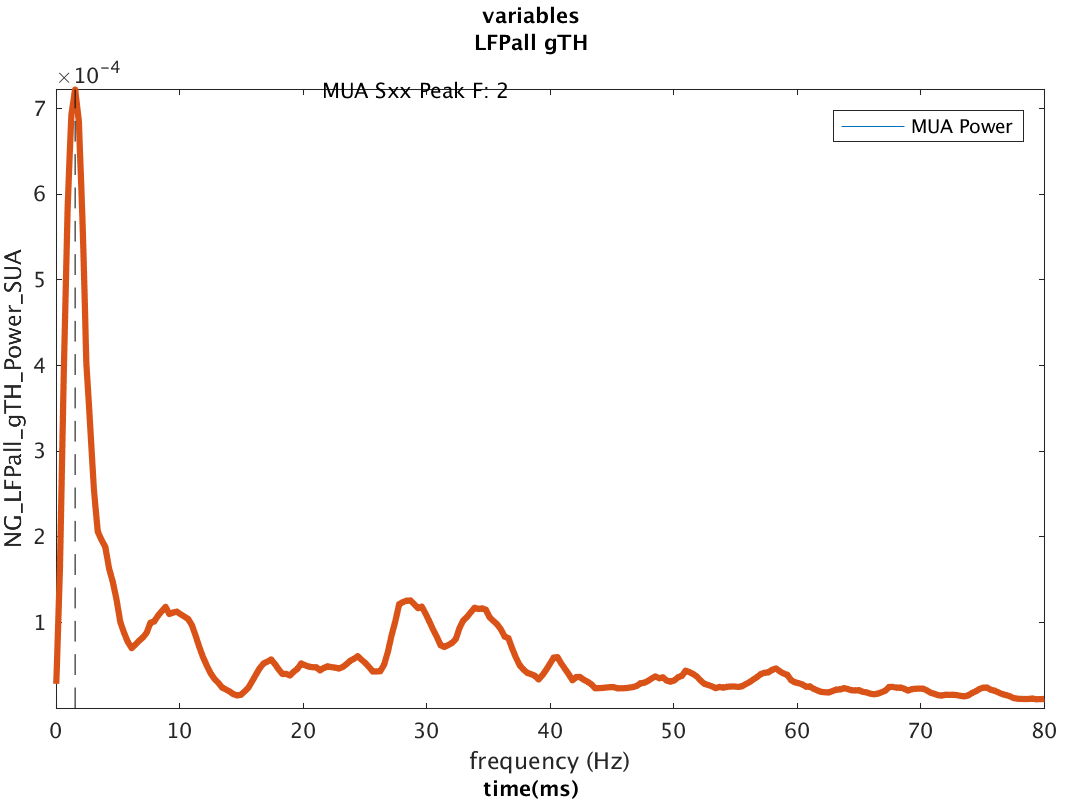 variables
LFPall gTH
×10-4
MUA Sxx Peak F: 2
MUA Power
7
6
5
4
3
2
1
NG_LFPall_gTH_Power_SUA
0 10 20 30 40 50 60 70 80
frequency (Hz)
time(ms)